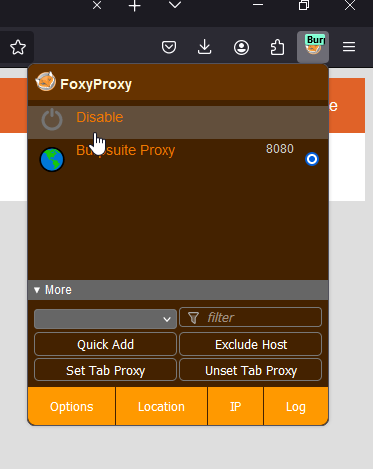 Bur
FoxyProxy
e
Disable
Burpsuite Proxy 8080
More
filter
Quick Add Exclude Host
Set Tab Proxy Unset Tab Proxy
Options Location IP Log